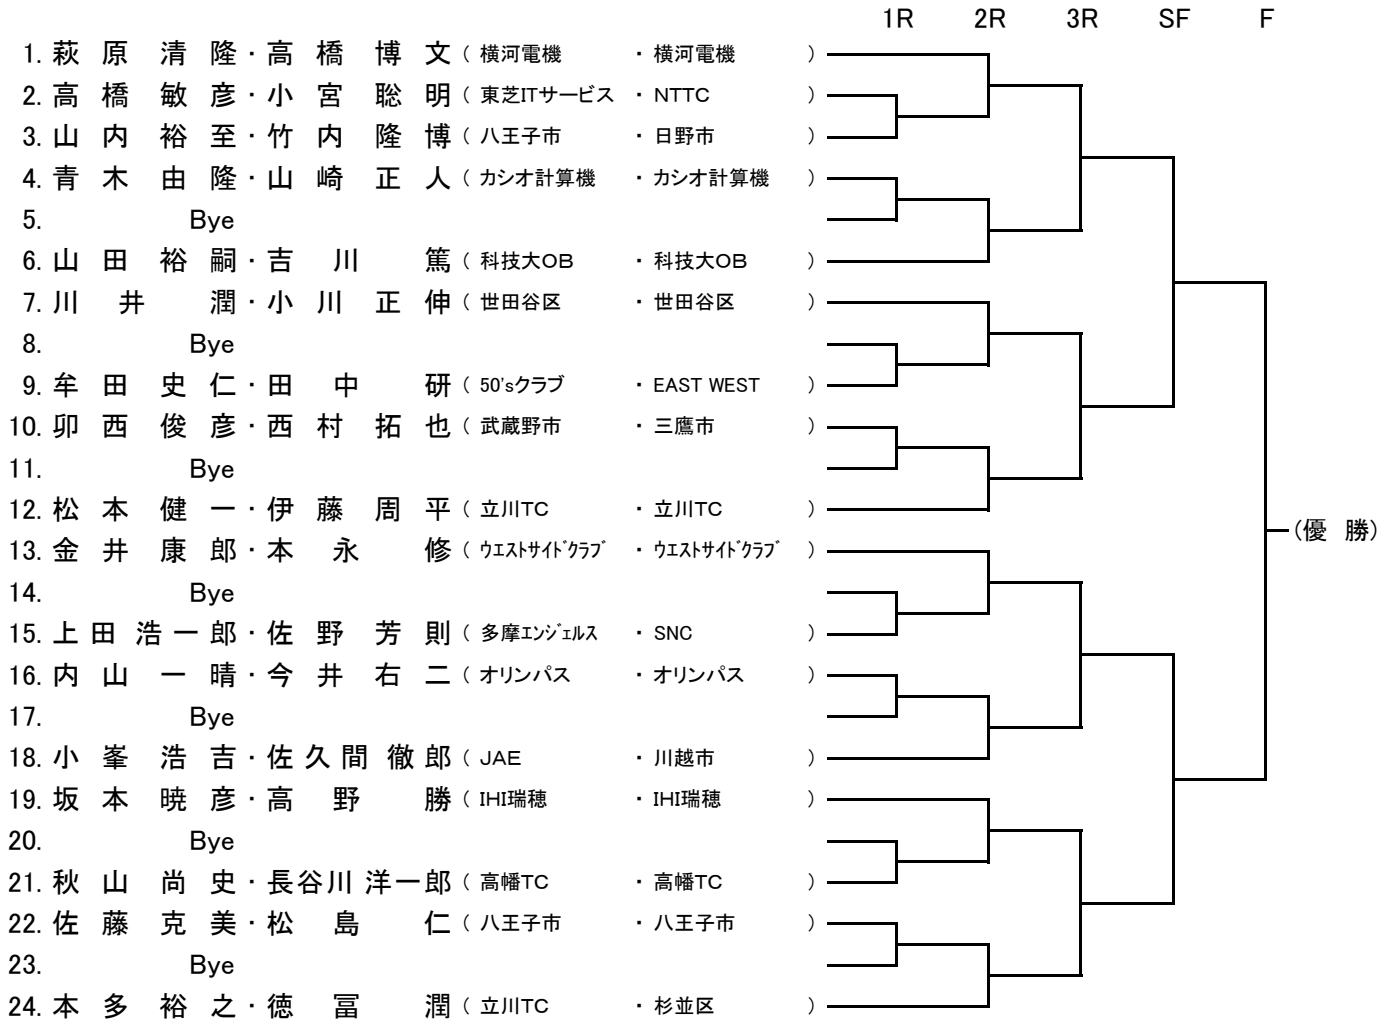 1R 2R 3R SF F
1. 萩原 清隆・高橋 博文 ( 横河電機 ・ 横河電機 )
2. 高橋 敏彦・小宮 聡明 ( 東芝ITサービス ・ NTTC )
3. 山内 裕至・竹内 隆博 ( 八王子市 ・ 日野市 )
4. 青木 由隆・山崎 正人 ( カシオ計算機 ・ カシオ計算機 )
5. Bye
6. 山田 裕嗣・吉川 篤 ( 科技大OB ・ 科技大OB )
7. 川井 潤・小川 正伸 ( 世田谷区 ・ 世田谷区 )
8. Bye
9. 牟田 史仁・田中 研 ( 50'sクラブ ・ EAST WEST )
10. 卯西 俊彦・西村 拓也 ( 武蔵野市 ・ 三鷹市 )
11. Bye
12. 松本 健一・伊藤 周平 ( 立川TC ・ 立川TC )
(優 勝)
13. 金井 康郎・本永 修 ( ウエストサイドクラブ ・ ウエストサイドクラブ )
14. Bye
15. 上田 浩一郎・佐野 芳則 ( 多摩エンジェルス ・ SNC )
16. 内山 一晴・今井 右二 ( オリンパス ・ オリンパス )
17. Bye
18. 小峯 浩吉・佐久間 徹郎 ( JAE ・ 川越市 )
19. 坂本 暁彦・高野 勝 ( IHI瑞穂 ・ IHI瑞穂 )
20. Bye
21. 秋山 尚史・長谷川 洋一郎 ( 高幡TC ・ 高幡TC )
22. 佐藤 克美・松島 仁 ( 八王子市 ・ 八王子市 )
23. Bye
24. 本多 裕之・徳冨 潤 ( 立川TC ・ 杉並区 )